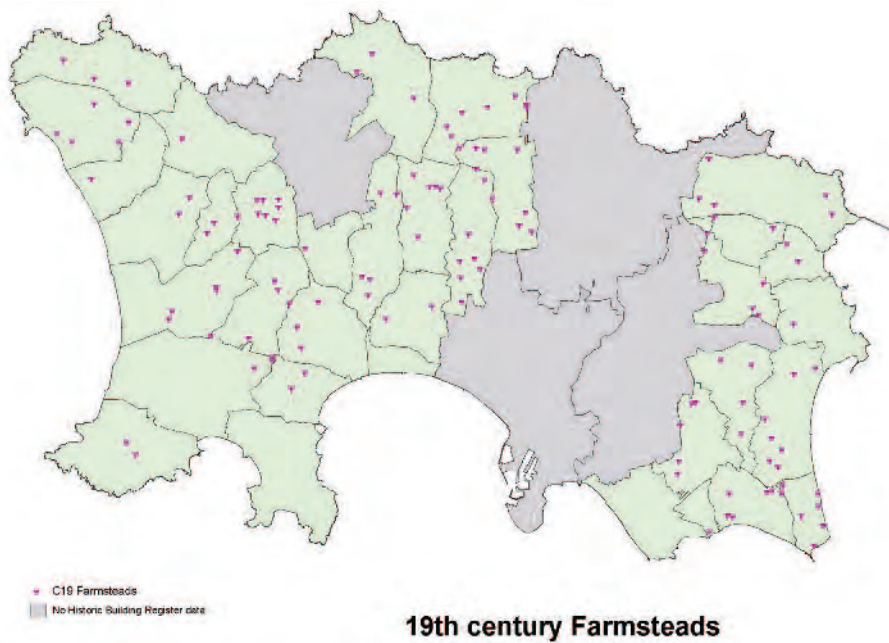 C19 Farmsteads
No Historic Building Register data
19th century Farmsteads